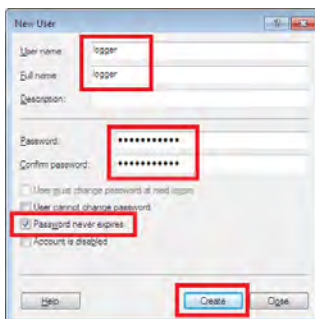 New User
User name: logger
Full name: logger
Description:
Password: •••••••••••
Confirm password: •••••••••••
User must change password at next logon
User cannot change password
Password never expires
Account is disabled
Help Create Close